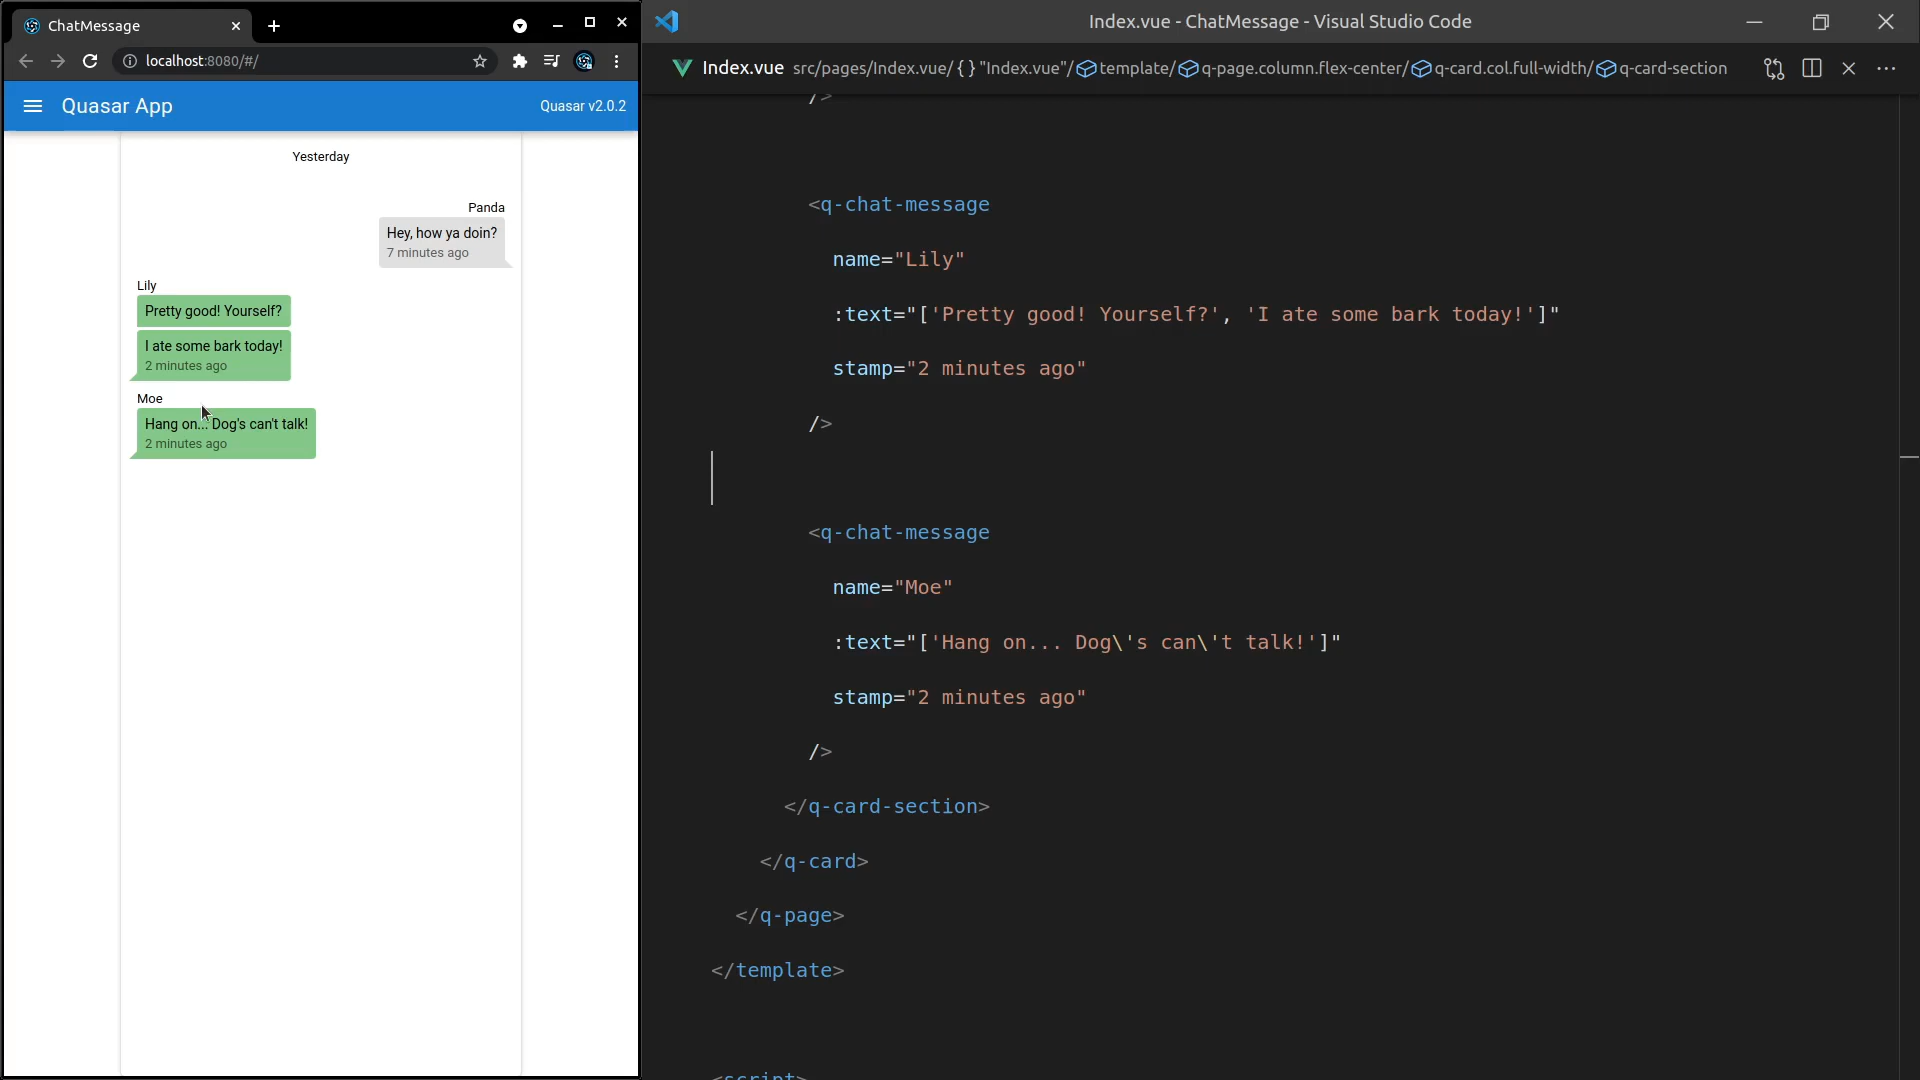 ChatMessage
localhost:8080/#/
Quasar App
Quasar v2.0.2
Yesterday
Panda
Hey, how ya doin?
7 minutes ago
Lily
Pretty good! Yourself?
I ate some bark today!
2 minutes ago
Moe
Hang on... Dog's can't talk!
2 minutes ago
Index.vue - ChatMessage - Visual Studio Code
Index.vue src/pages/Index.vue/{}"Index.vue"/template/q-page.column.flex-center/q-card.col.full-width/q-card-section
/>
<q-chat-message
name="Lily"
:text="['Pretty good! Yourself?', 'I ate some bark today!']"
stamp="2 minutes ago"
/>
<q-chat-message
name="Moe"
:text="['Hang on... Dog\'s can\'t talk!']"
stamp="2 minutes ago"
/>
</q-card-section>
</q-card>
</q-page>
</template>
<script>